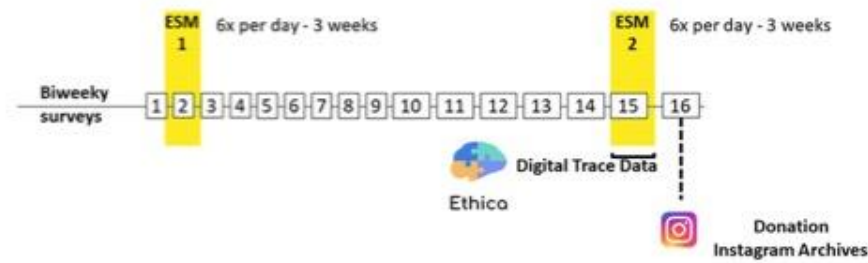 ESM
1
6x per day - 3 weeks
ESM
2
6x per day - 3 weeks
Biweeky
surveys
1 2 3 4 5 6 7 8 9 10 11 12 13 14 15 16
Digital Trace Data
Ethica
Donation
Instagram Archives